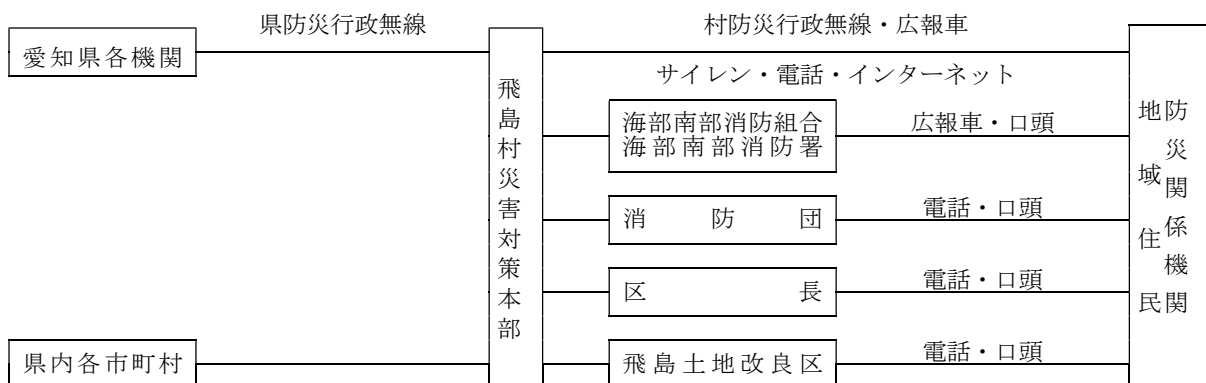 県防災行政無線
村防災行政無線・広報車
愛知県各機関
サイレン・電話・インターネット
飛島村災害対策本部
海部南部消防組合
海部南部消防署
広報車・口頭
消防団
電話・口頭
区長
電話・口頭
県内各市町村
飛島土地改良区
電話・口頭
防災関係機関
地域住民